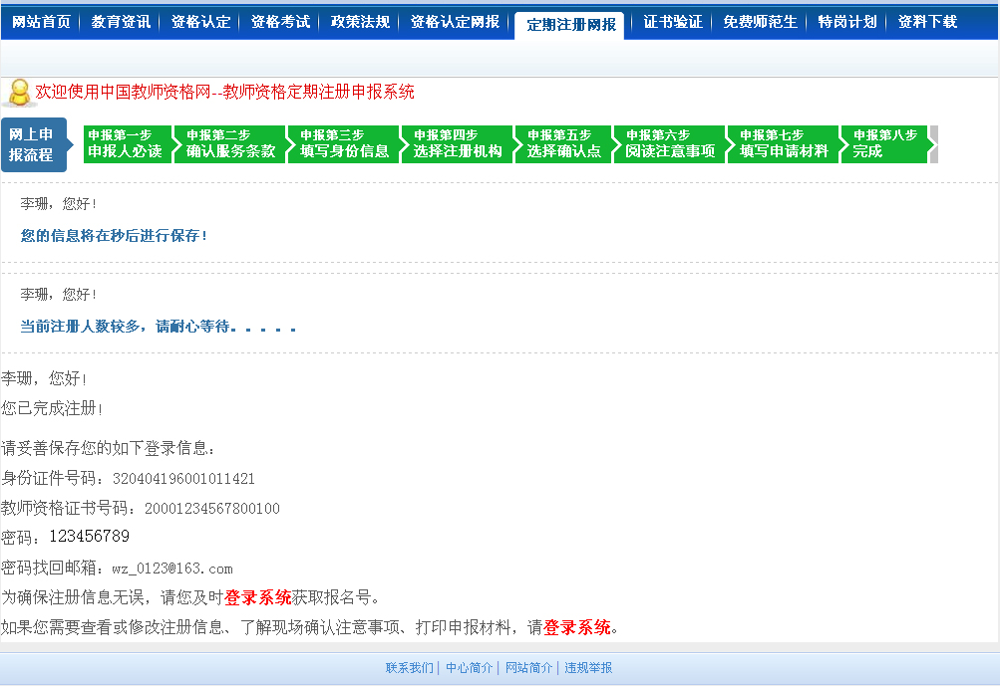 网站首页 教育资讯 资格认定 资格考试 政策法规 资格认定网报 定期注册网报 证书验证 免费师范生 特岗计划 资料下载
欢迎使用中国教师资格网--教师资格定期注册申报系统
网上申
报流程
申报第一步
申报人必读
申报第二步
确认服务条款
申报第三步
填写身份信息
申报第四步
选择注册机构
申报第五步
选择确认点
申报第六步
阅读注意事项
申报第七步
填写申请材料
申报第八步
完成
李珊，您好！
您的信息将在秒后进行保存！
李珊，您好！
当前注册人数较多，请耐心等待．．．．．
李珊，您好！
您已完成注册！
请妥善保存您的如下登录信息：
身份证件号码：320404196001011421
教师资格证书号码：20001234567800100
密码：123456789
密码找回邮箱：wz_0123@163.com
为确保注册信息无误，请您及时登录系统获取报名号。
如果您需要查看或修改注册信息、了解现场确认注意事项、打印申报材料，请登录系统。
联系我们| 中心简介| 网站简介| 违规举报